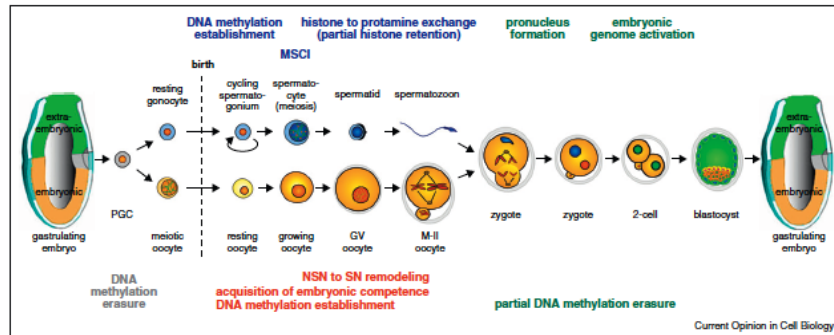 DNA methylation
establishment
histone to protamine exchange
(partial histone retention)
pronucleus
formation
embryonic
genome activation
MSCI
birth
resting
gonocyte
cycling
spermato-
gonium
spermato-
cyte
(meiosis)
spermatid
spermatozoon
extra-
embryonic
embryonic
gastrulating
embryo
PGC
meiotic
oocyte
resting
oocyte
growing
oocyte
GV
oocyte
M-II
oocyte
zygote
zygote
2-cell
blastocyst
extra-
embryonic
embryonic
gastrulating
embryo
DNA
methylation
erasure
NSN to SN remodeling
acquisition of embryonic competence
DNA methylation establishment
partial DNA methylation erasure
Current Opinion in Cell Biology